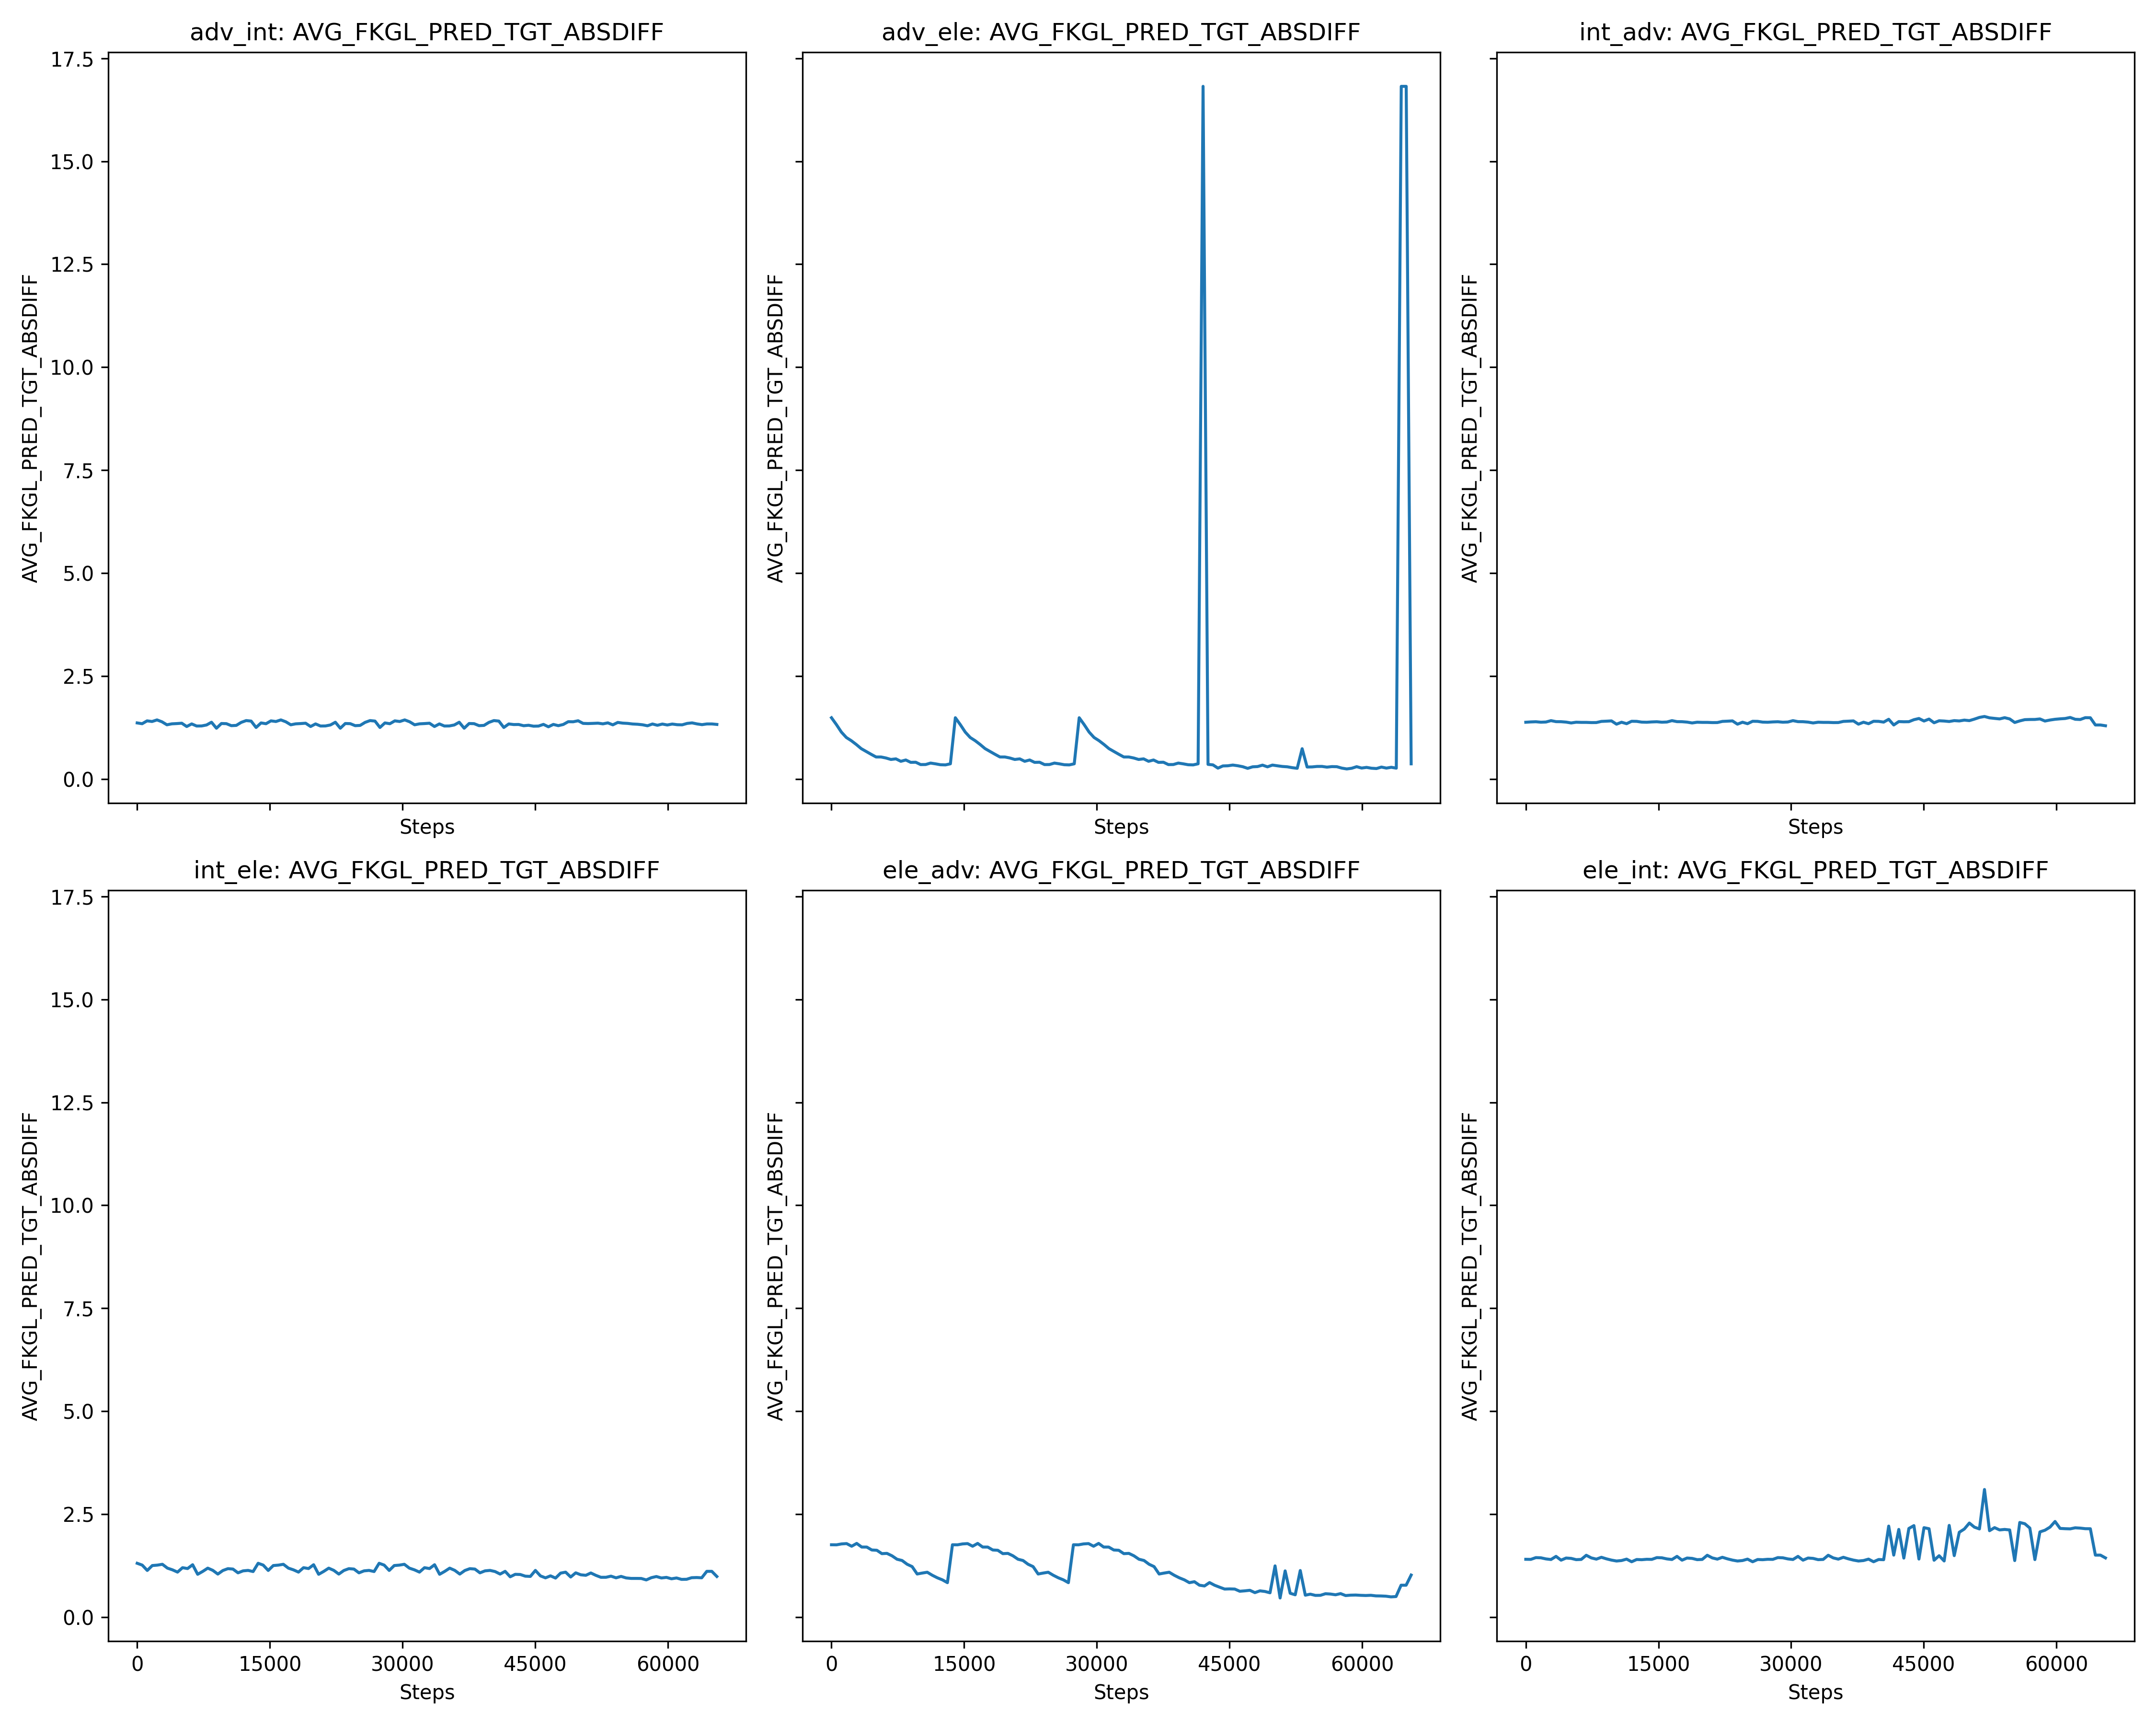 adv_int: AVG_FKGL_PRED_TGT_ABSDIFF
adv_ele: AVG_FKGL_PRED_TGT_ABSDIFF
int_adv: AVG_FKGL_PRED_TGT_ABSDIFF
AVG_FKGL_PRED_TGT_ABSDIFF
17.5
15.0
12.5
10.0
7.5
5.0
2.5
0.0
AVG_FKGL_PRED_TGT_ABSDIFF
AVG_FKGL_PRED_TGT_ABSDIFF
Steps
Steps
Steps
int_ele: AVG_FKGL_PRED_TGT_ABSDIFF
ele_adv: AVG_FKGL_PRED_TGT_ABSDIFF
ele_int: AVG_FKGL_PRED_TGT_ABSDIFF
AVG_FKGL_PRED_TGT_ABSDIFF
17.5
15.0
12.5
10.0
7.5
5.0
2.5
0.0
AVG_FKGL_PRED_TGT_ABSDIFF
AVG_FKGL_PRED_TGT_ABSDIFF
0 15000 30000 45000 60000
0 15000 30000 45000 60000
0 15000 30000 45000 60000
Steps
Steps
Steps